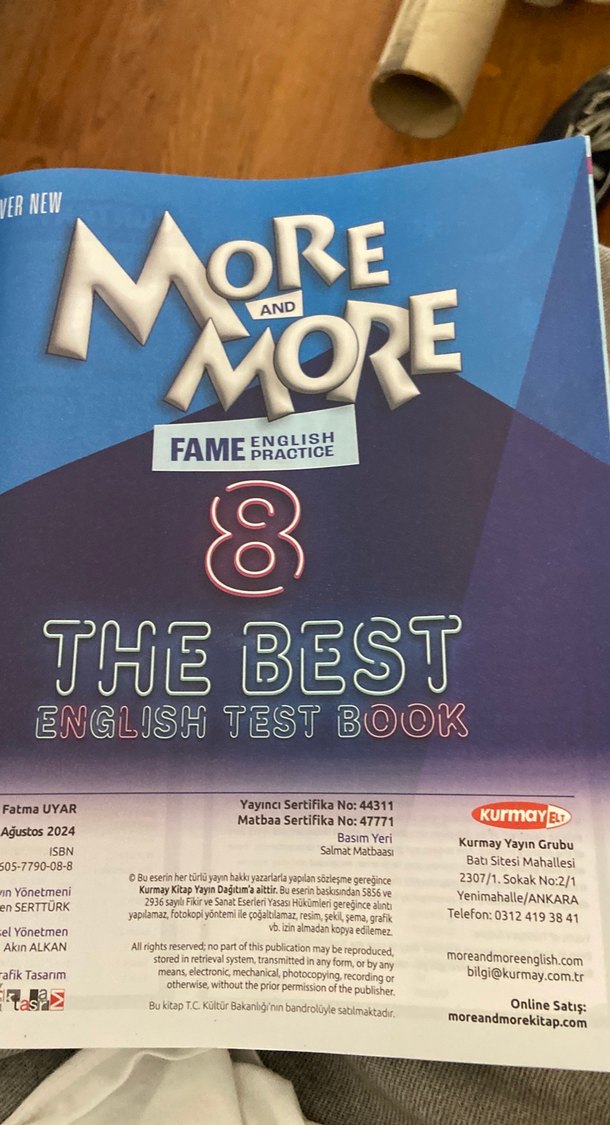 VER NEW
MORE
AND
MORE
FAME ENGLISH
PRACTICE
8
THE BEST
ENGLISH TEST BOOK
Fatma UYAR
Ağustos 2024
ISBN
605-7790-08-8
Yönetmeni
SERTTÜRK
Yönetmen
Akın ALKAN
Tasarım
Yayıncı Sertifika No: 44311
Matbaa Sertifika No: 47771
Basım Yeri
Salmat Matbaası
© Bu eserin her türlü yayın hakkı yazarlarla yapılan sözleşme gereğince
Kurmay Kitap Yayın Dağıtım'a aittir. Bu eserin baskısından 5856 ve
2936 sayılı Fikir ve Sanat Eserleri Yasası Hükümleri gereğince alıntı
yapılamaz, fotokopi yöntemi ile çoğaltılamaz, resim, şekil, şema, grafik
vb. izin almadan kopya edilemez.
All rights reserved; no part of this publication may be reproduced,
stored in retrieval system, transmitted in any form, or by any
means, electronic, mechanical, photocopying, recording or
otherwise, without the prior permission of the publisher.
Bu kitap T.C. Kültür Bakanlığı'nın bandrolüyle satılmaktadır.
Kurmay ELT
Kurmay Yayın Grubu
Batı Sitesi Mahallesi
2307/1. Sokak No:2/1
Yenimahalle/ANKARA
Telefon: 0312 419 38 41
moreandmoreenglish.com
bilgi@kurmay.com.tr
Online Satış:
moreandmorekitap.com